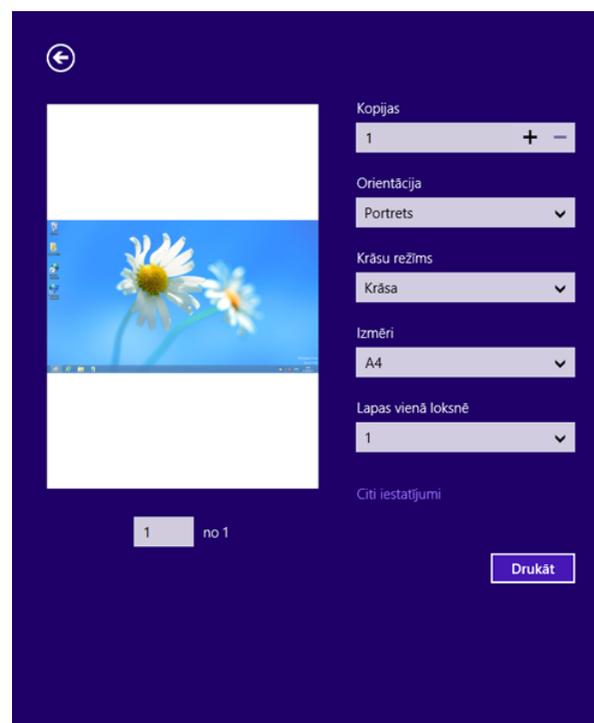 Kopijas
1
Orientācija
Portrets
Krāsu režīms
Krāsa
Izmēri
A4
Lapas vienā loksnē
1
Citi iestatījumi
1 no 1
Drukāt